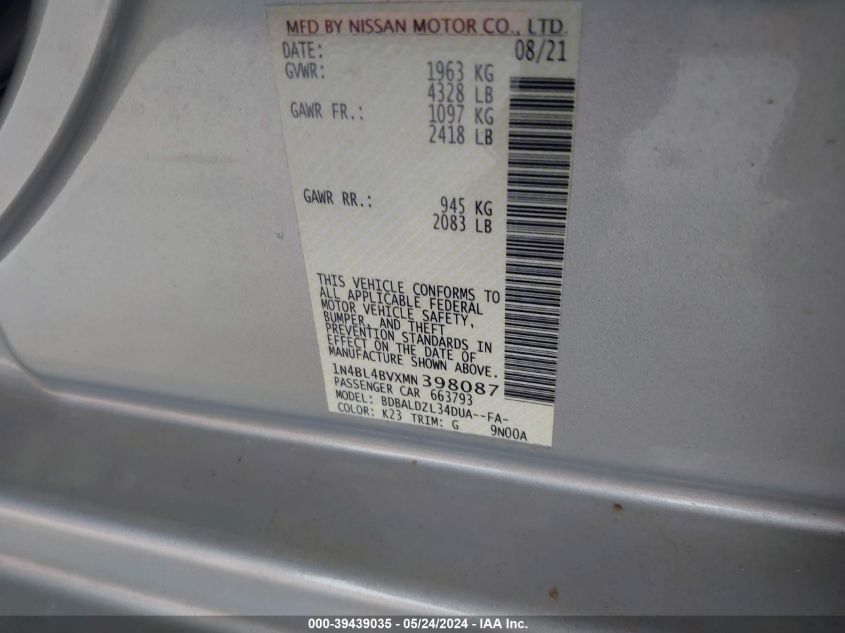 MFD BY NISSAN MOTOR CO., LTD.
DATE: 08/21
GVWR: 1963 KG
4328 LB
GAWR FR.: 1097 KG
2418 LB
GAWR RR.: 945 KG
2083 LB
THIS VEHICLE CONFORMS TO
ALL APPLICABLE FEDERAL
MOTOR VEHICLE SAFETY,
BUMPER, AND THEFT
PREVENTION STANDARDS IN
EFFECT ON THE DATE OF
MANUFACTURE SHOWN ABOVE.
1N4BL4BVXMN398087
PASSENGER CAR 663793
MODEL: BDBALDZL34DUA--FA-
COLOR: K23 TRIM: G 9N00A
000-39439035 - 05/24/2024 - IAA Inc.